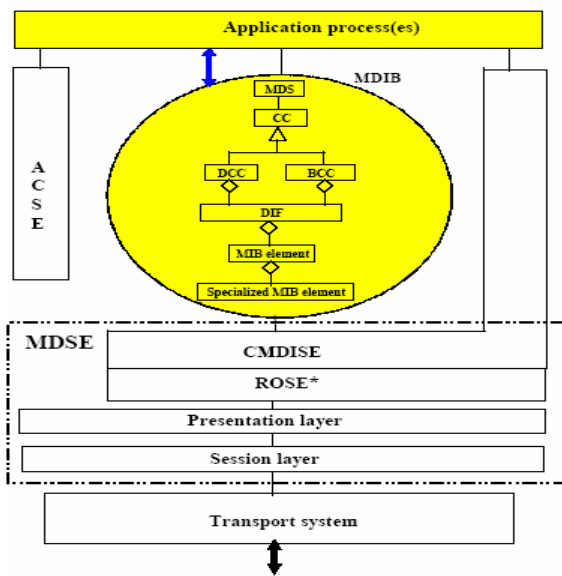 Application process(es)
MDIB
MDS
CC
A
C
S
E
DCC
BCC
DIF
MIB element
Specialized MIB element
MDSE
CMDISE
ROSE*
Presentation layer
Session layer
Transport system